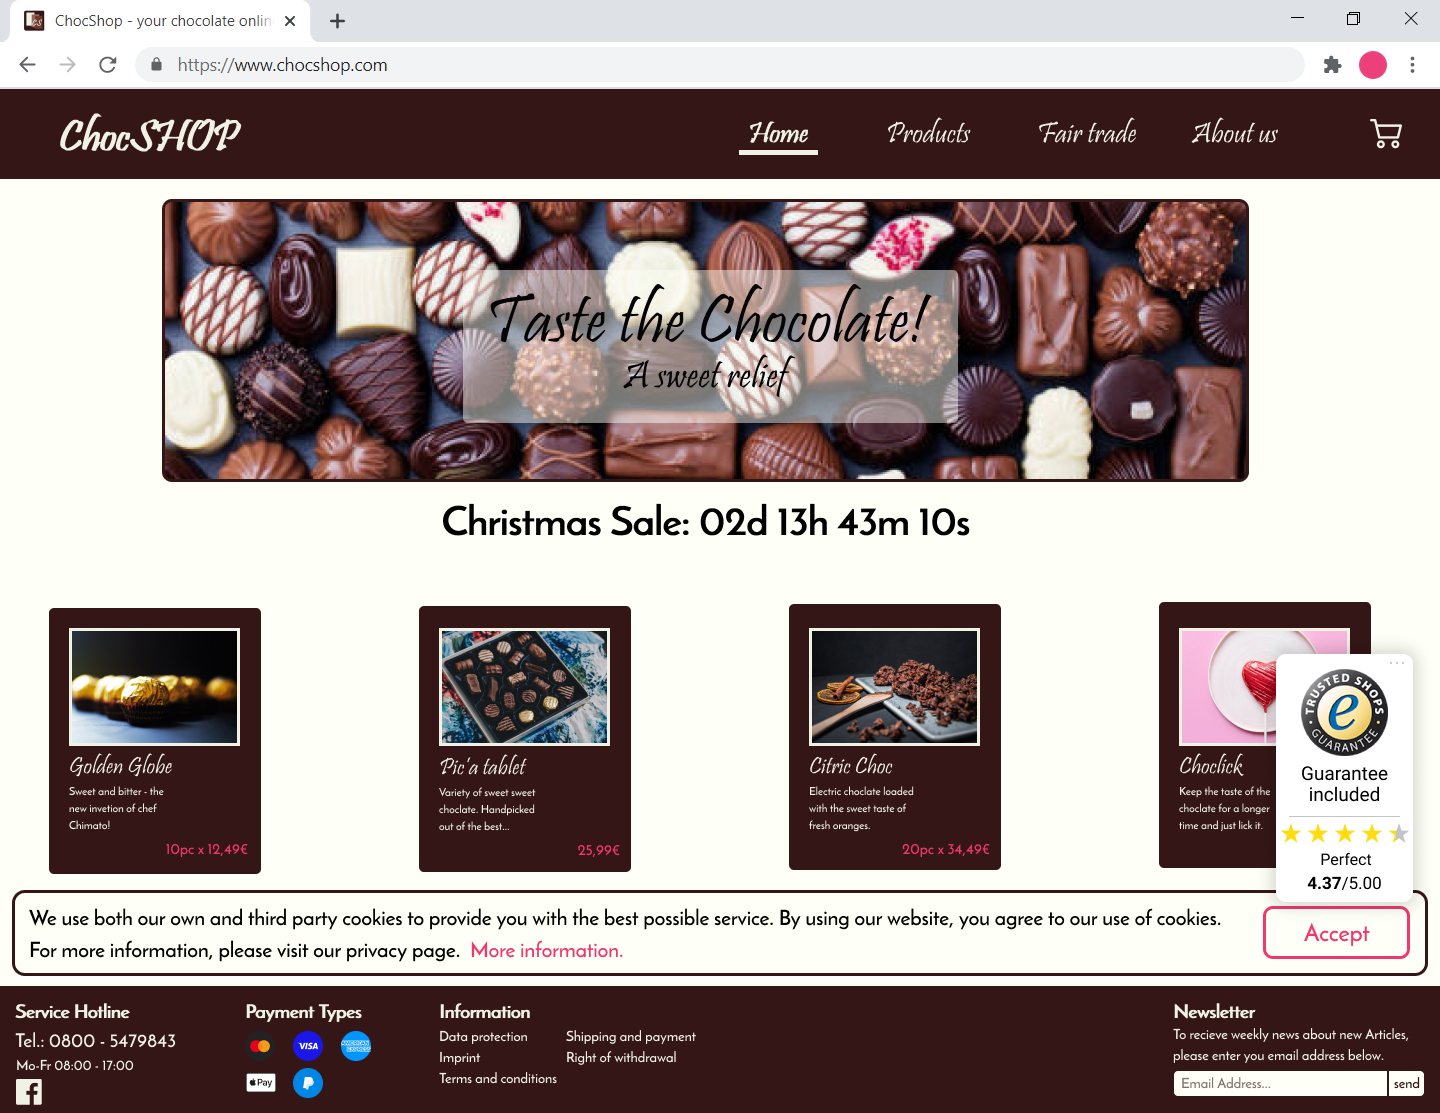 ChocShop - your chocolate onlin
https://www.chocshop.com
ChocSHOP
Home
Products
Fair trade
About us
Taste the Chocolate!
A sweet relief
Christmas Sale: 02d 13h 43m 10s
Golden Globe
Sweet and bitter - the
new invetion of chef
Chimato!
10pc x 12,49€
Pic'a tablet
Variety of sweet sweet
choclate. Handpicked
out of the best...
25,99€
Citric Choc
Electric choclate loaded
with the sweet taste of
fresh oranges.
20pc x 34,49€
Choclick
Keep the taste of the
choclate for a longer
time and just lick it.
TRUSTED SHOPS
e
GUARANTEE
Guarantee
included
Perfect
4.37/5.00
We use both our own and third party cookies to provide you with the best possible service. By using our website, you agree to our use of cookies.
For more information, please visit our privacy page. More information.
Accept
Service Hotline
Tel.: 0800 - 5479843
Mo-Fr 08:00 - 17:00
Payment Types
VISA
AMERICAN EXPRESS
Pay
Information
Data protection
Imprint
Terms and conditions
Shipping and payment
Right of withdrawal
Newsletter
To recieve weekly news about new Articles,
please enter you email address below.
Email Address...
send